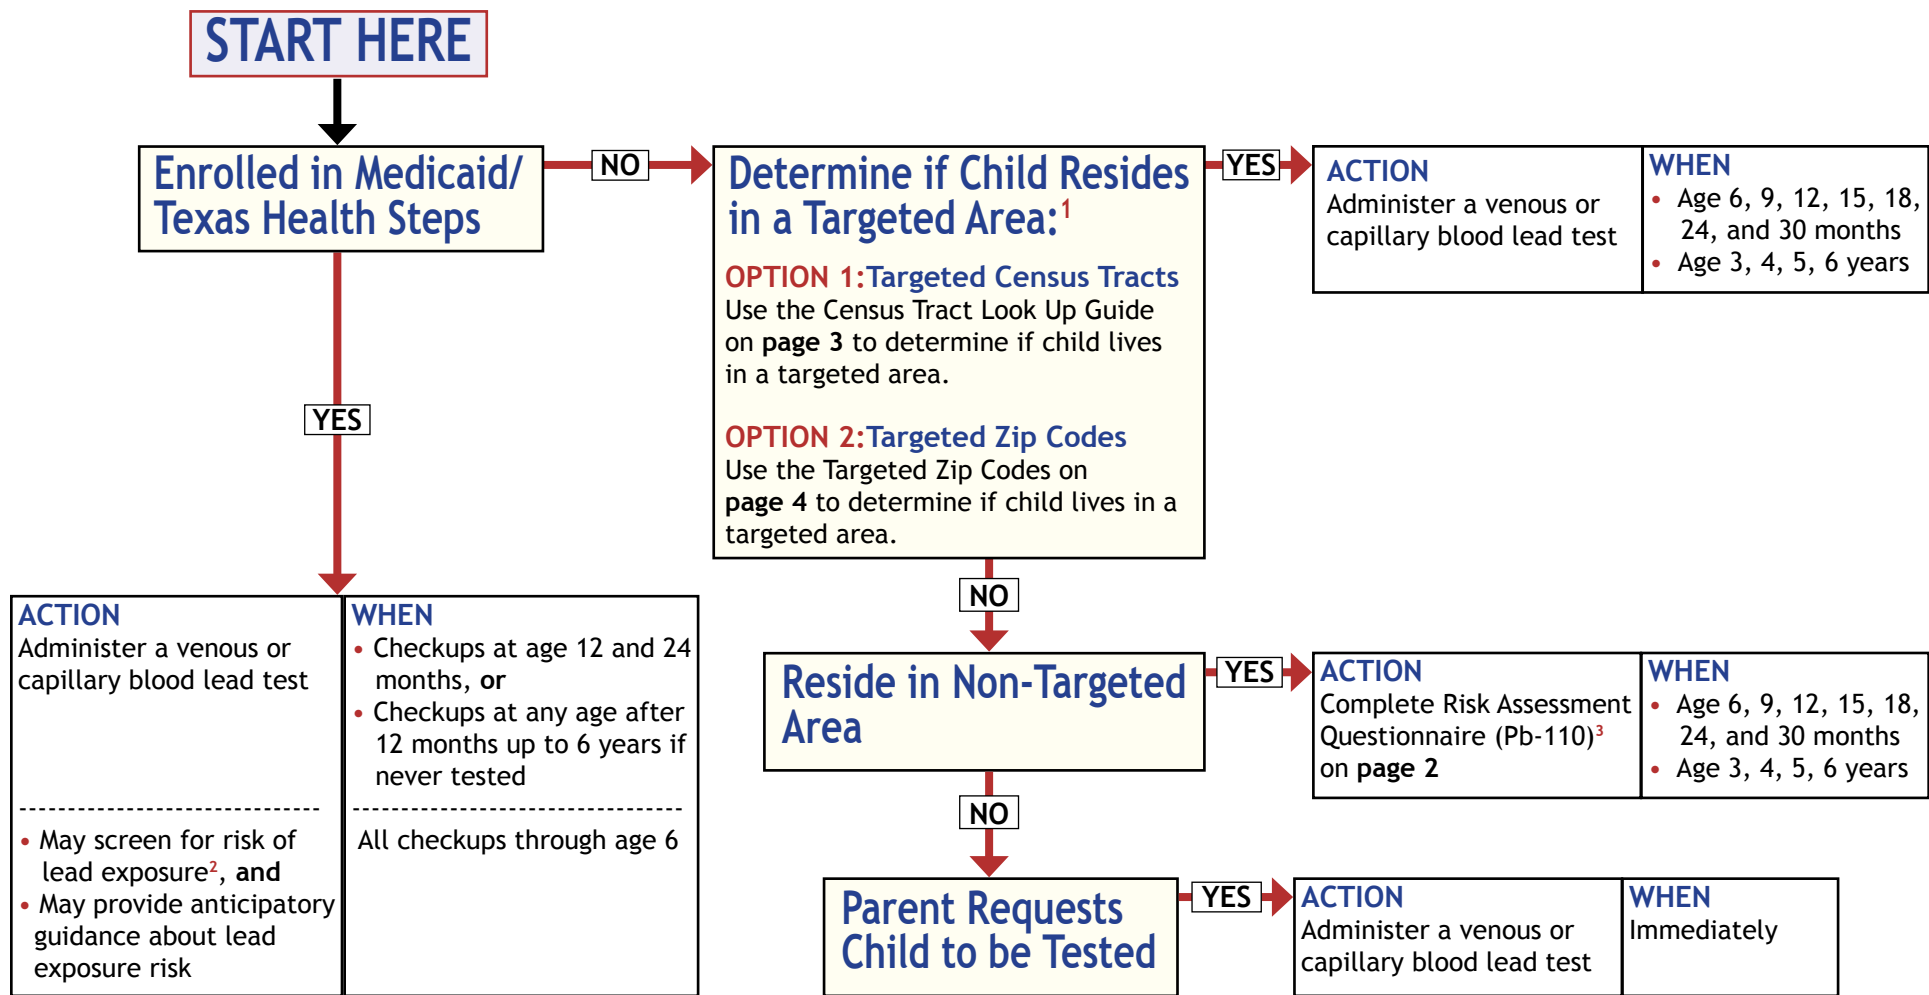 START HERE
Enrolled in Medicaid/
Texas Health Steps
NO
Determine if Child Resides
in a Targeted Area:1
OPTION 1:Targeted Census Tracts
Use the Census Tract Look Up Guide
on page 3 to determine if child lives
in a targeted area.
OPTION 2:Targeted Zip Codes
Use the Targeted Zip Codes on
page 4 to determine if child lives in a
targeted area.
YES
ACTION
Administer a venous or
capillary blood lead test
WHEN
• Age 6, 9, 12, 15, 18,
24, and 30 months
• Age 3, 4, 5, 6 years
YES
ACTION
Administer a venous or
capillary blood lead test
WHEN
• Checkups at age 12 and 24
months, or
• Checkups at any age after
12 months up to 6 years if
never tested
• May screen for risk of
lead exposure2, and
• May provide anticipatory
guidance about lead
exposure risk
All checkups through age 6
NO
Reside in Non-Targeted
Area
YES
ACTION
Complete Risk Assessment
Questionnaire (Pb-110)3
on page 2
WHEN
• Age 6, 9, 12, 15, 18,
24, and 30 months
• Age 3, 4, 5, 6 years
NO
Parent Requests
Child to be Tested
YES
ACTION
Administer a venous or
capillary blood lead test
WHEN
Immediately